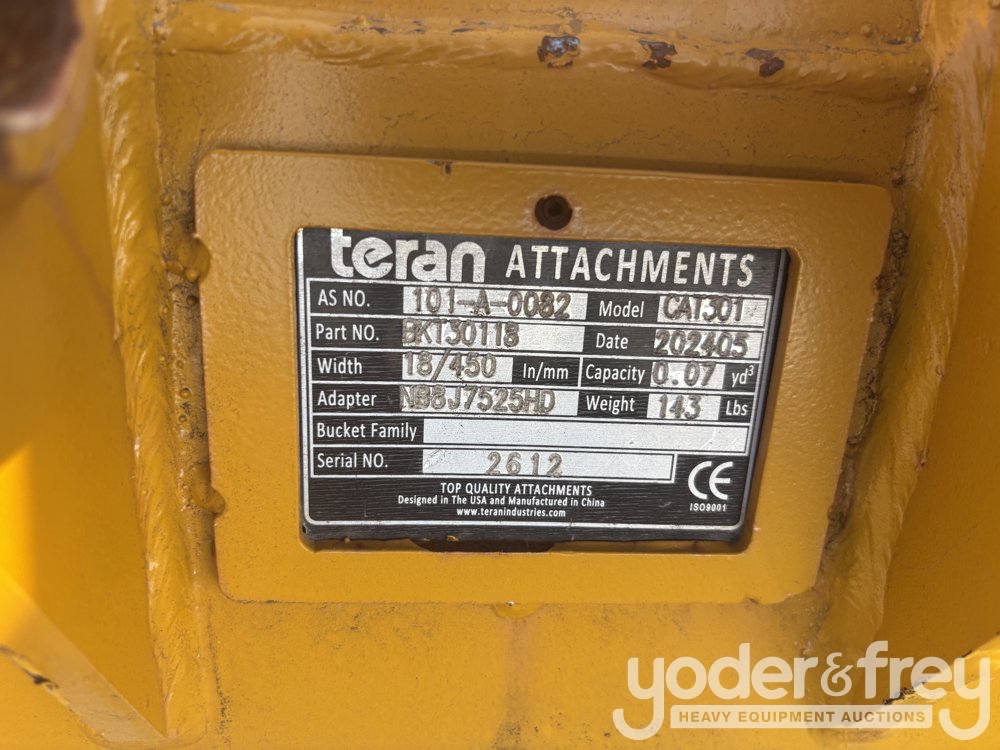 teran ATTACHMENTS
AS NO. 101-A-0082 Model CAT301
Part NO. BKT30118 Date 202405
Width 18/450 In/mm Capacity 0.07 yd³
Adapter NB8J7525HD Weight 143 Lbs
Bucket Family
Serial NO. 2612
TOP QUALITY ATTACHMENTS
Designed in The USA and Manufactured in China
www.teranindustries.com
CE
ISO9001
yoder&frey
HEAVY EQUIPMENT AUCTIONS